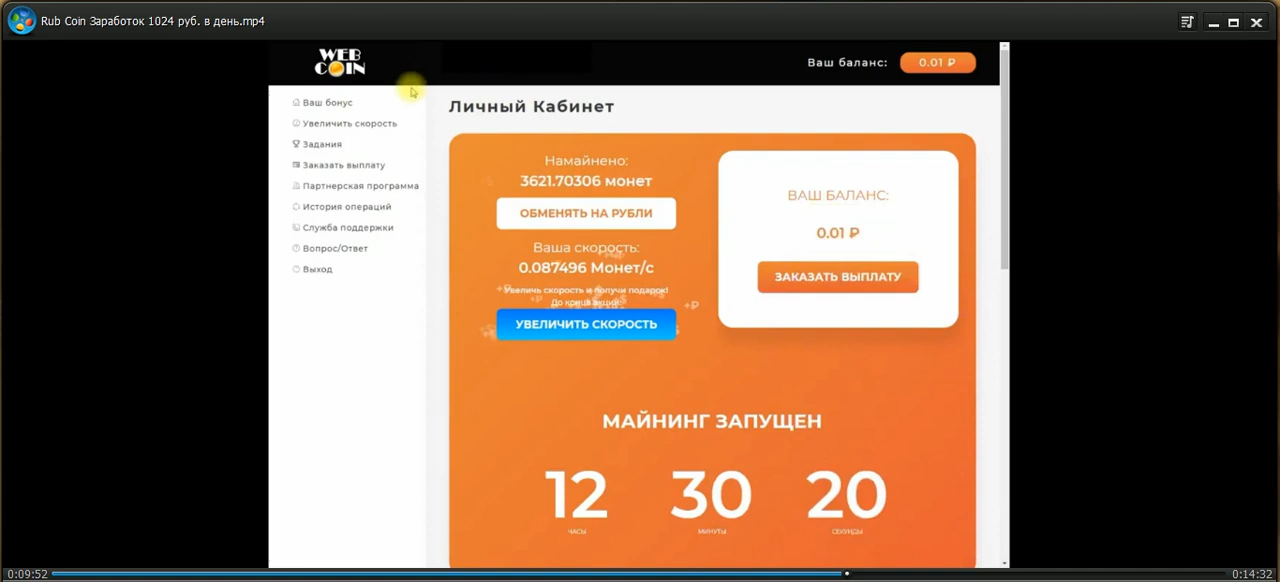 Rub Coin Заработок 1024 руб. в день.mp4
WEB
COIN
Ваш баланс:
0.01 ₽
Ваш бонус
Увеличить скорость
Задания
Заказать выплату
Партнерская программа
История операций
Служба поддержки
Вопрос/Ответ
Выход
Личный Кабинет
Намайнено:
3621.70306 монет
ОБМЕНЯТЬ НА РУБЛИ
Ваша скорость:
0.087496 Монет/с
Увеличь скорость и получи подарок!
До конца акции:
УВЕЛИЧИТЬ СКОРОСТЬ
ВАШ БАЛАНС:
0.01 ₽
ЗАКАЗАТЬ ВЫПЛАТУ
МАЙНИНГ ЗАПУЩЕН
12 30 20
ЧАСЫ МИНУТЫ СЕКУНДЫ
0:09:52
0:14:32